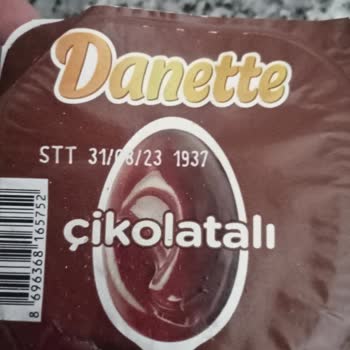 Danette
STT 31/08/23 1937
çikolatalı
8 696368 165752